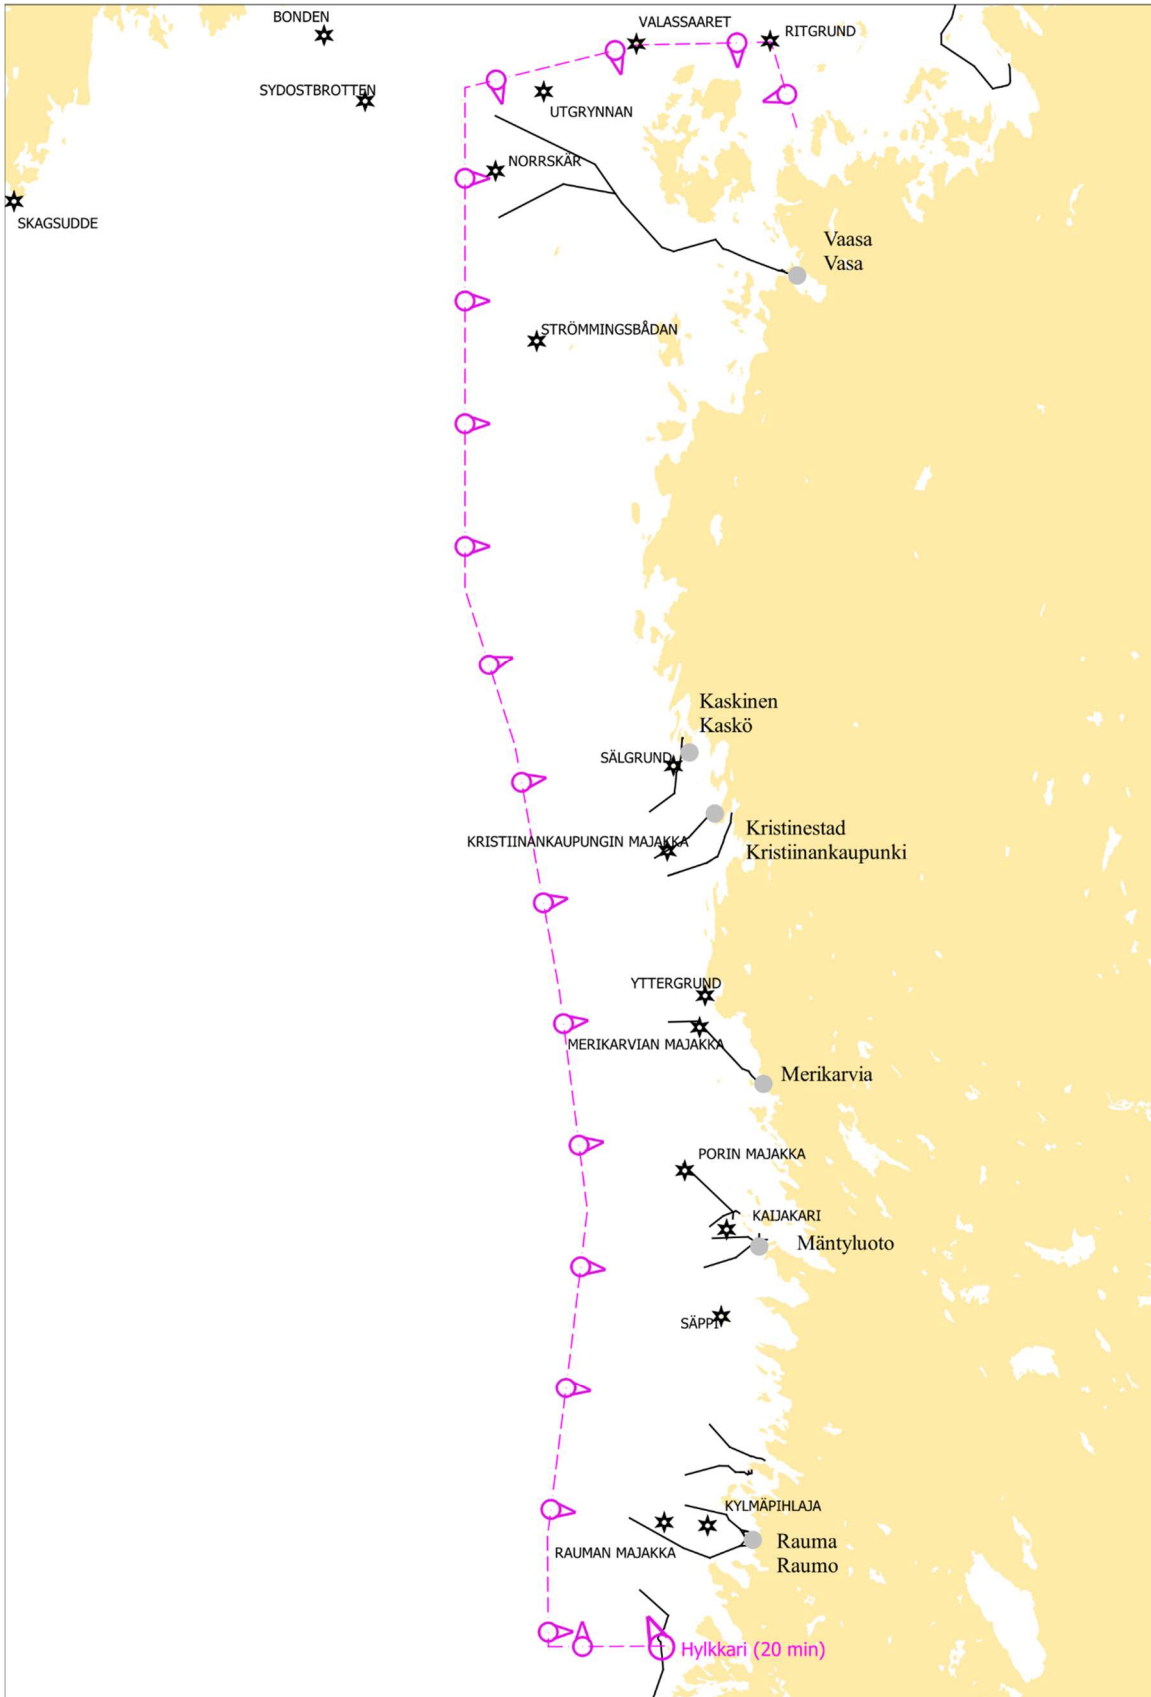 BONDEN
VALASSAARET
RITGRUND
SYDOSTBROTTEN
UTGRYNNAN
NORRSKÄR
SKAGSUDDE
Vaasa
Vasa
STRÖMMINGSBÅDAN
Kaskinen
Kaskö
SÄLGRUND
KRISTIINANKAUPUNGIN MAJAKKA
Kristinestad
Kristiinankaupunki
YTTERGRUND
MERIKARVIAN MAJAKKA
Merikarvia
PORIN MAJAKKA
KAIJAKARI
Mäntyluoto
SÄPPI
KYLMÄPIHLAJA
RAUMAN MAJAKKA
Rauma
Raumo
Hylkkari (20 min)